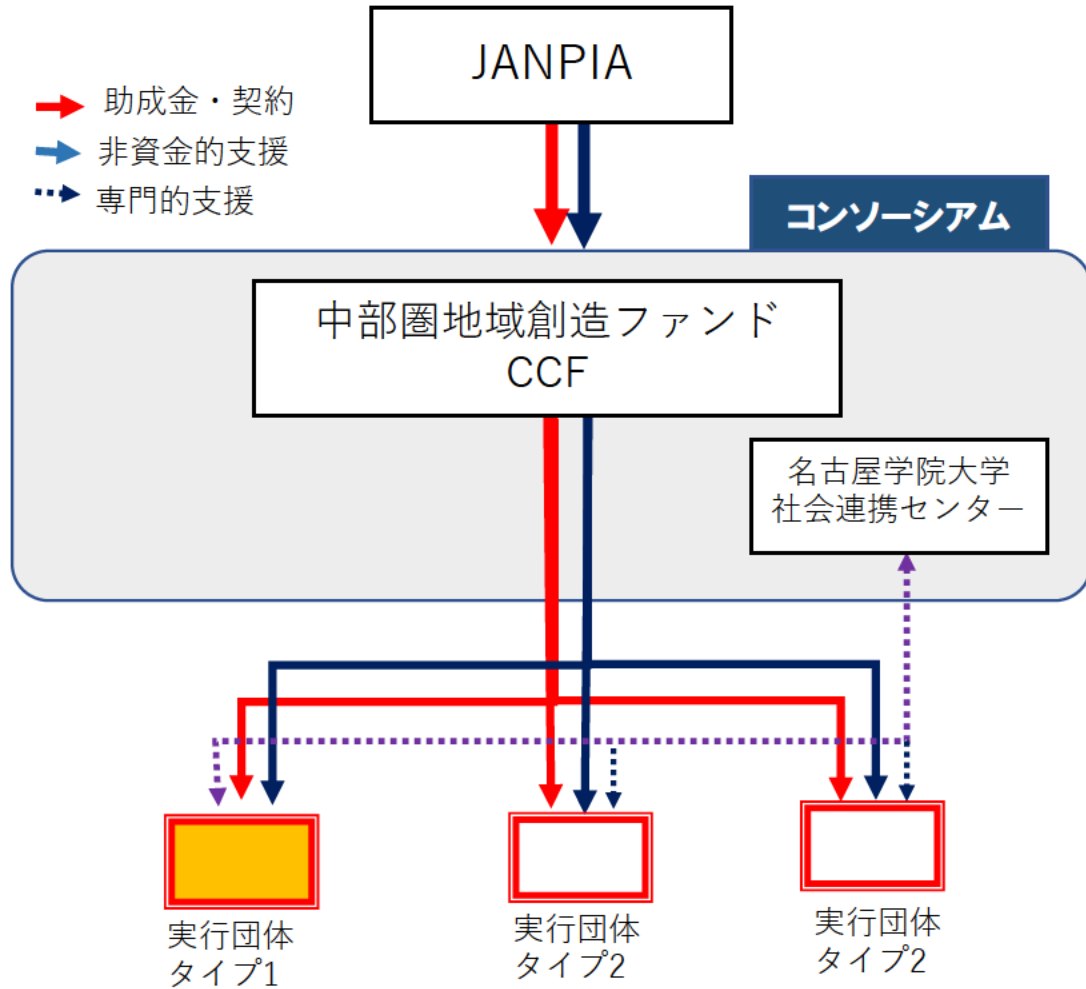 JANPIA
助成金・契約
非資金的支援
専門的支援
コンソーシアム
中部圏地域創造ファンド
CCF
名古屋学院大学
社会連携センター
実行団体
タイプ1
実行団体
タイプ2
実行団体
タイプ2